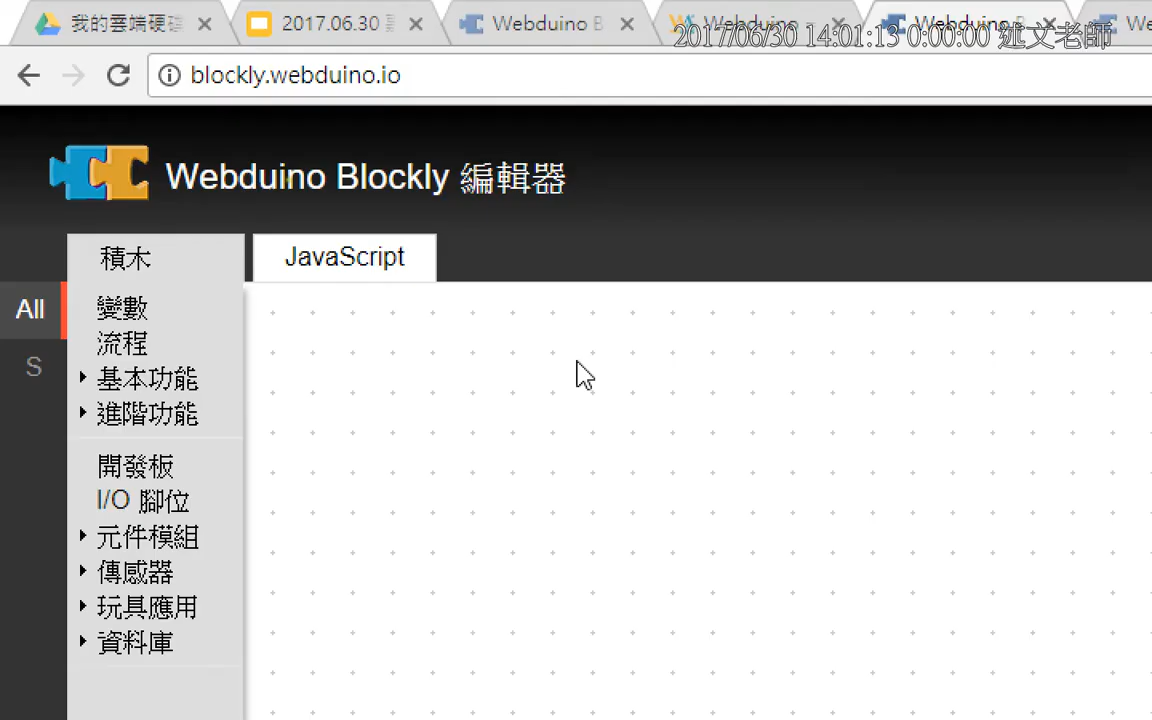 我的雲端硬碟
2017.06.30
Webduino B
Webduino
Webduino B
We
2017/06/30 14:01:13 0:00:00 述文老師
blockly.webduino.io
Webduino Blockly 編輯器
積木
JavaScript
All
S
變數
流程
基本功能
進階功能
開發板
I/O 腳位
元件模組
傳感器
玩具應用
資料庫